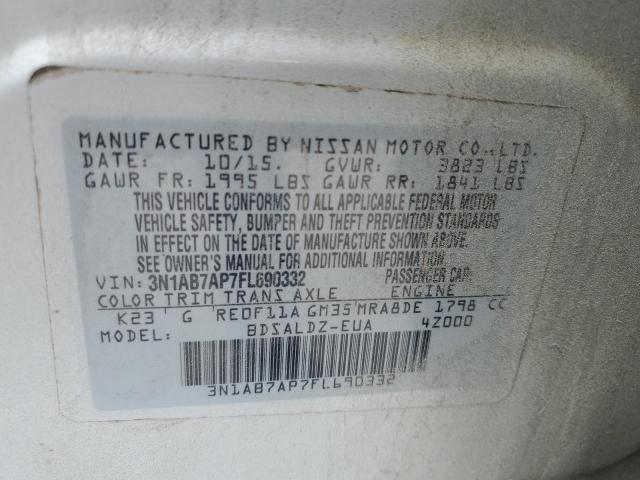 MANUFACTURED BY NISSAN MOTOR CO.,LTD.
DATE: 10/15. GVWR: 3823 LBS
GAWR FR: 1995 LBS GAWR RR: 1841 LBS
THIS VEHICLE CONFORMS TO ALL APPLICABLE FEDERAL MOTOR
VEHICLE SAFETY, BUMPER AND THEFT PREVENTION STANDARDS
IN EFFECT ON THE DATE OF MANUFACTURE SHOWN ABOVE.
SEE OWNER'S MANUAL FOR ADDITIONAL INFORMATION.
VIN: 3N1AB7AP7FL690332 PASSENGER CAR
COLOR TRIM TRANS AXLE ENGINE
K23 G RE0F11A GM35 MRA8DE 1798 CC
MODEL: BDSALDZ-EUA 4Z000
3N1AB7AP7FL690332